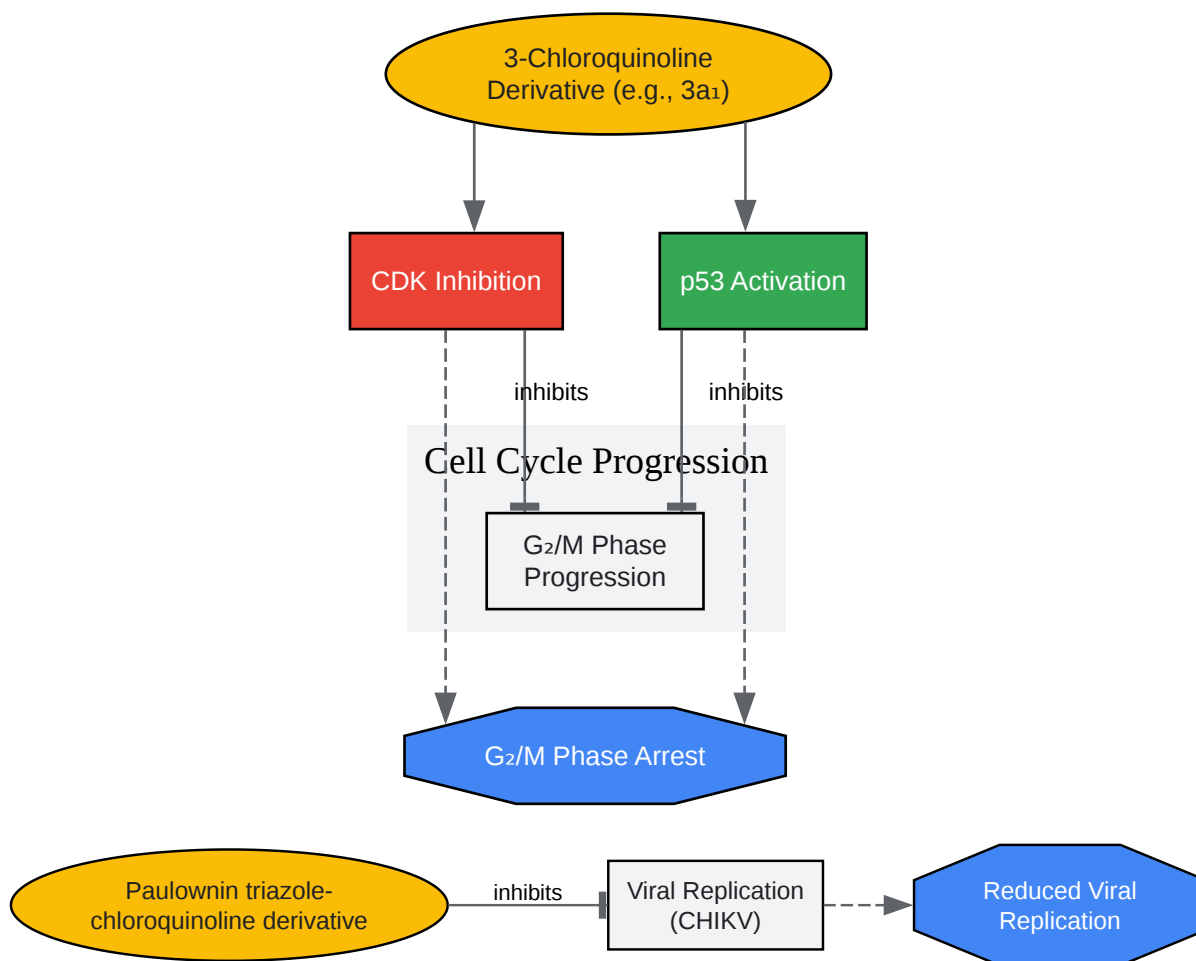 3-Chloroquinoline
Derivative (e.g., 3a₁)
CDK Inhibition
p53 Activation
inhibits
inhibits
Cell Cycle Progression
G₂/M Phase
Progression
G₂/M Phase Arrest
Paulownin triazole-
chloroquinoline derivative
inhibits
Viral Replication
(CHIKV)
Reduced Viral
Replication